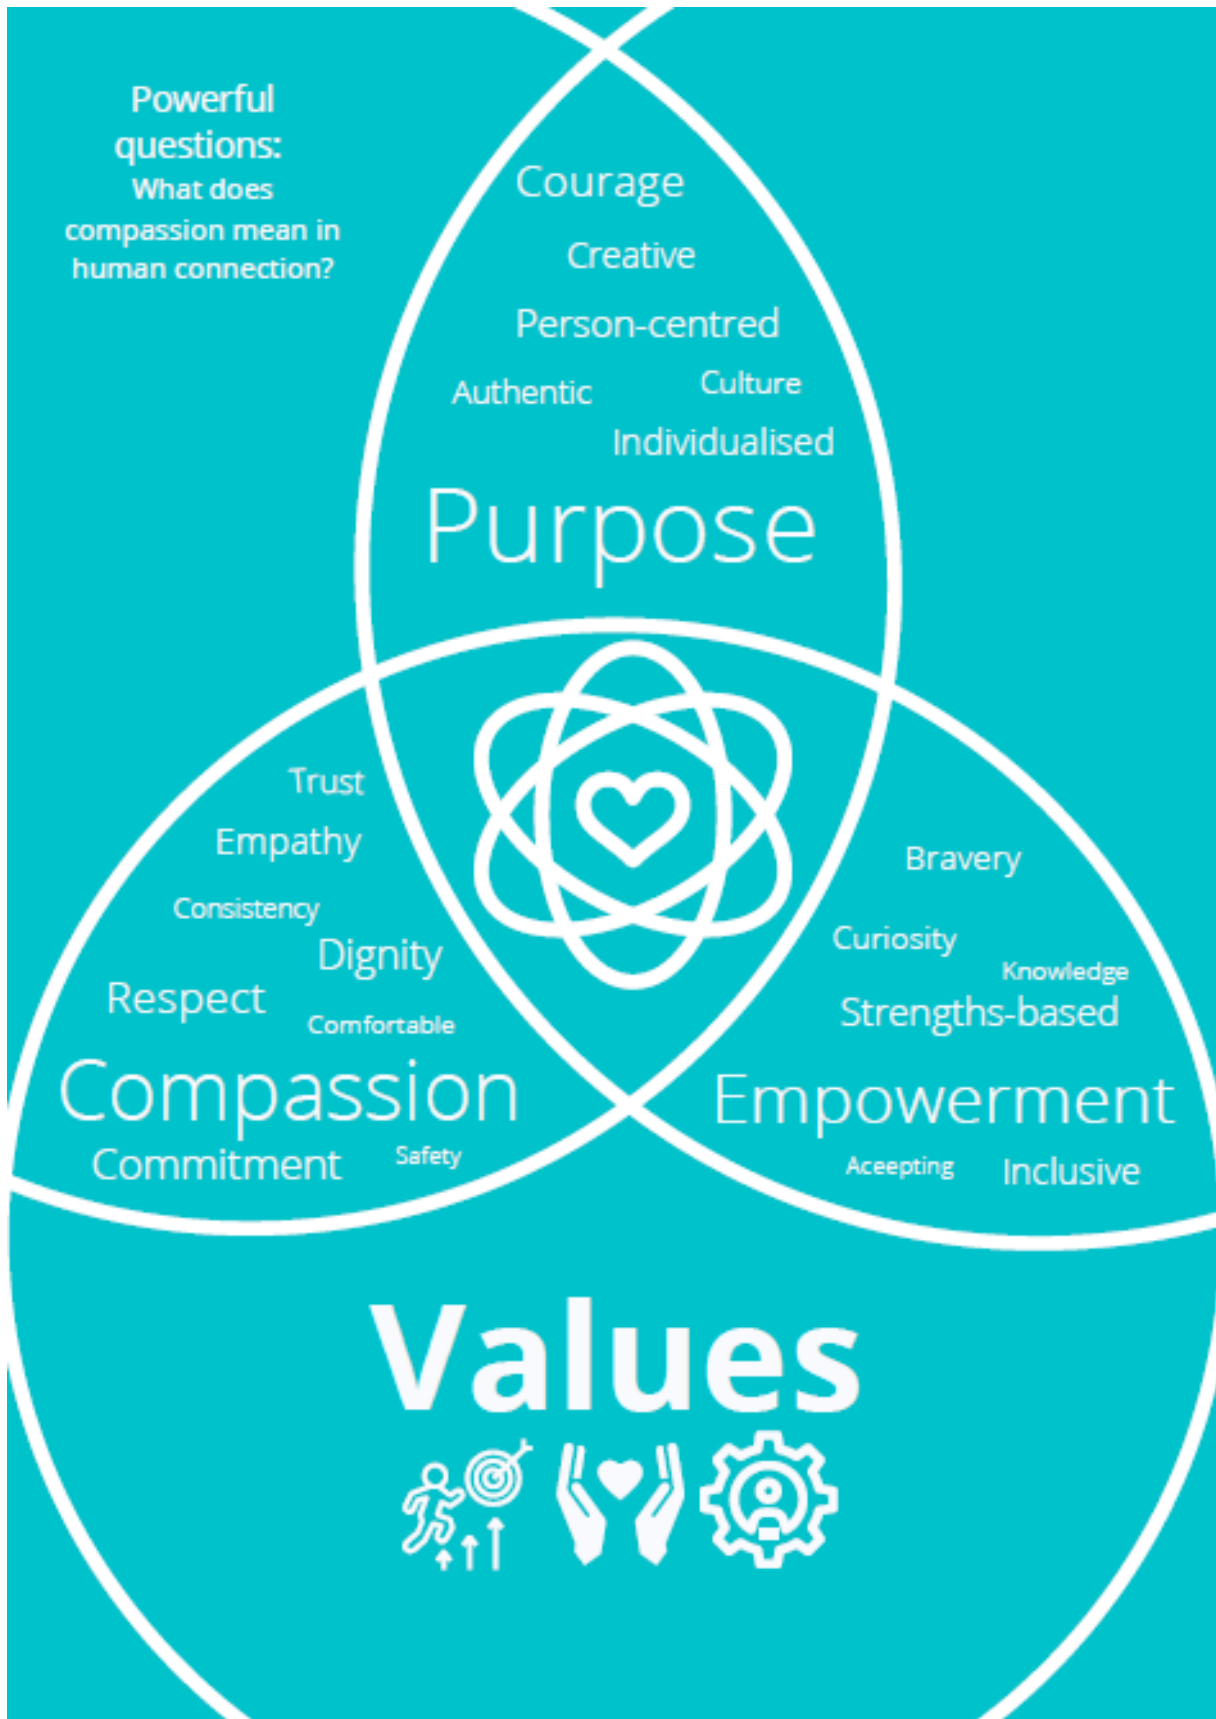 Powerful
questions:
What does
compassion mean in
human connection?
Courage
Creative
Person-centred
Authentic
Culture
Individualised
Purpose
Trust
Empathy
Consistency
Dignity
Respect
Comfortable
Compassion
Commitment
Safety
Bravery
Curiosity
Knowledge
Strengths-based
Empowerment
Aceepting
Inclusive
Values